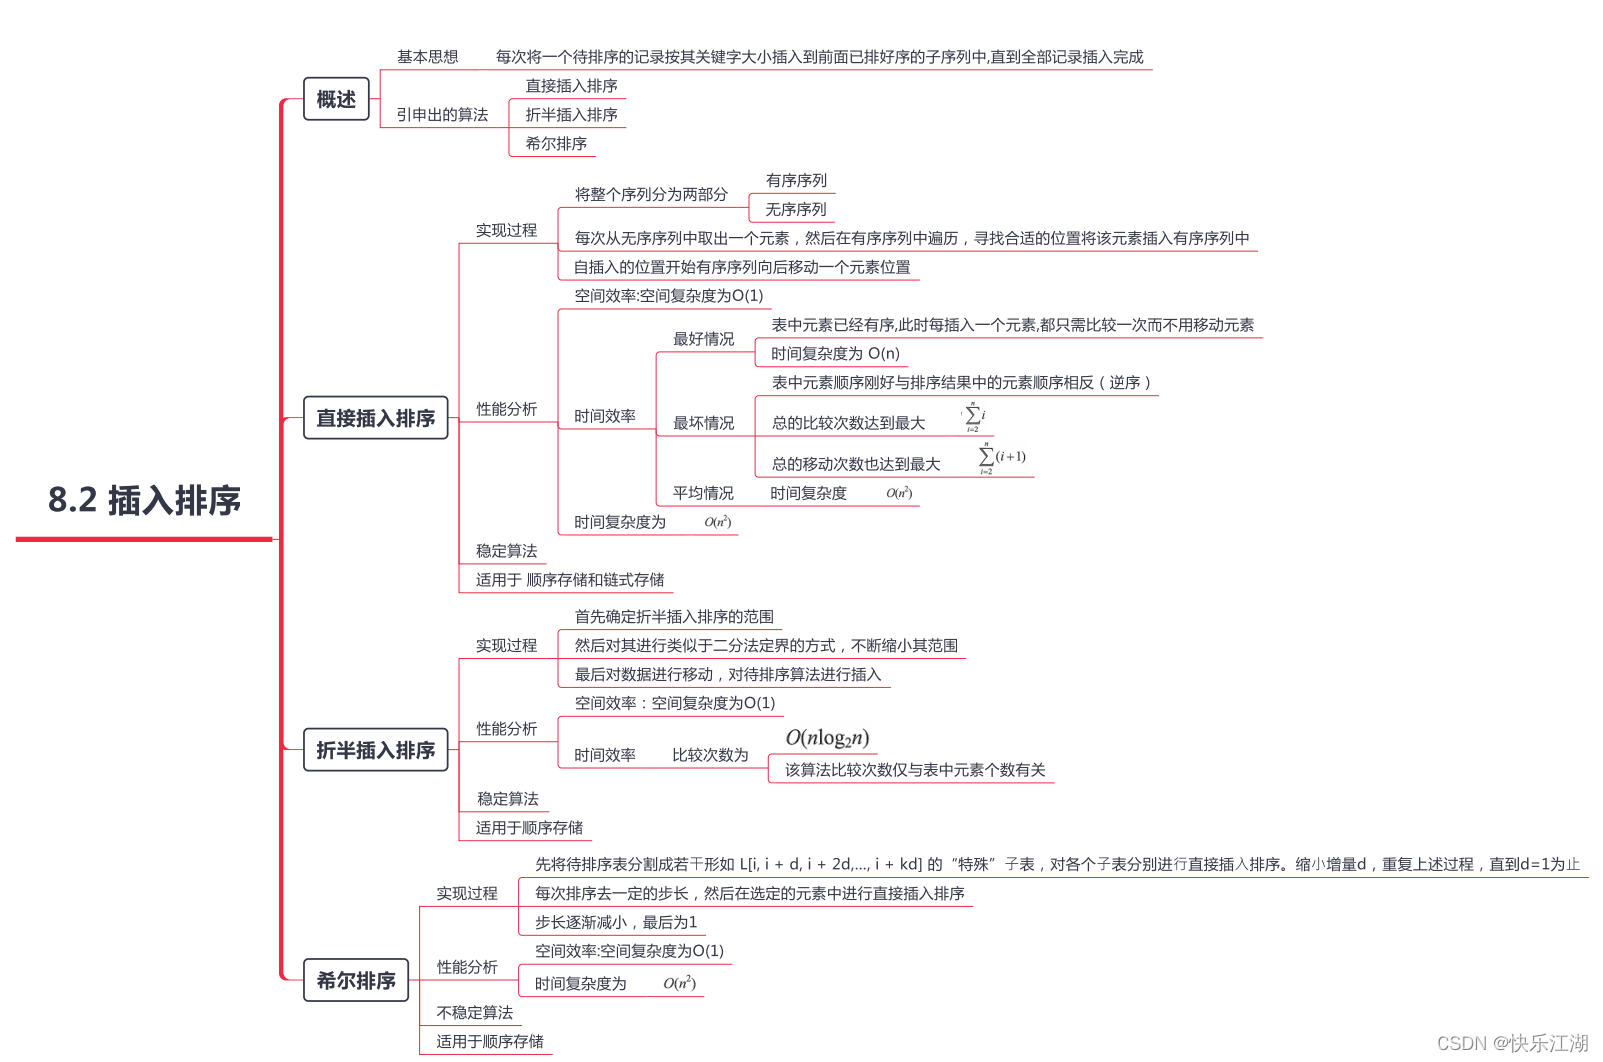 8.2 插入排序
概述
基本思想
每次将一个待排序的记录按其关键字大小插入到前面已排好序的子序列中,直到全部记录插入完成
引申出的算法
直接插入排序
折半插入排序
希尔排序
直接插入排序
实现过程
将整个序列分为两部分
有序序列
无序序列
每次从无序序列中取出一个元素，然后在有序序列中遍历，寻找合适的位置将该元素插入有序序列中
自插入的位置开始有序序列向后移动一个元素位置
性能分析
空间效率:空间复杂度为O(1)
时间效率
最好情况
表中元素已经有序,此时每插入一个元素,都只需比较一次而不用移动元素
时间复杂度为 O(n)
最坏情况
表中元素顺序刚好与排序结果中的元素顺序相反（逆序）
总的比较次数达到最大 ∑_{i=2}^{n} i
总的移动次数也达到最大 ∑_{i=2}^{n} (i+1)
平均情况
时间复杂度 O(n²)
时间复杂度为 O(n²)
稳定算法
适用于 顺序存储和链式存储
折半插入排序
实现过程
首先确定折半插入排序的范围
然后对其进行类似于二分法定界的方式，不断缩小其范围
最后对数据进行移动，对待排序算法进行插入
性能分析
空间效率：空间复杂度为O(1)
时间效率
比较次数为
O(nlog₂n)
该算法比较次数仅与表中元素个数有关
稳定算法
适用于顺序存储
希尔排序
实现过程
先将待排序表分割成若干形如 L[i, i + d, i + 2d,..., i + kd] 的“特殊”子表，对各个子表分别进行直接插入排序。缩小增量d，重复上述过程，直到d=1为止
每次排序去一定的步长，然后在选定的元素中进行直接插入排序
步长逐渐减小，最后为1
性能分析
空间效率:空间复杂度为O(1)
时间复杂度为 O(n²)
不稳定算法
适用于顺序存储
CSDN @快乐江湖